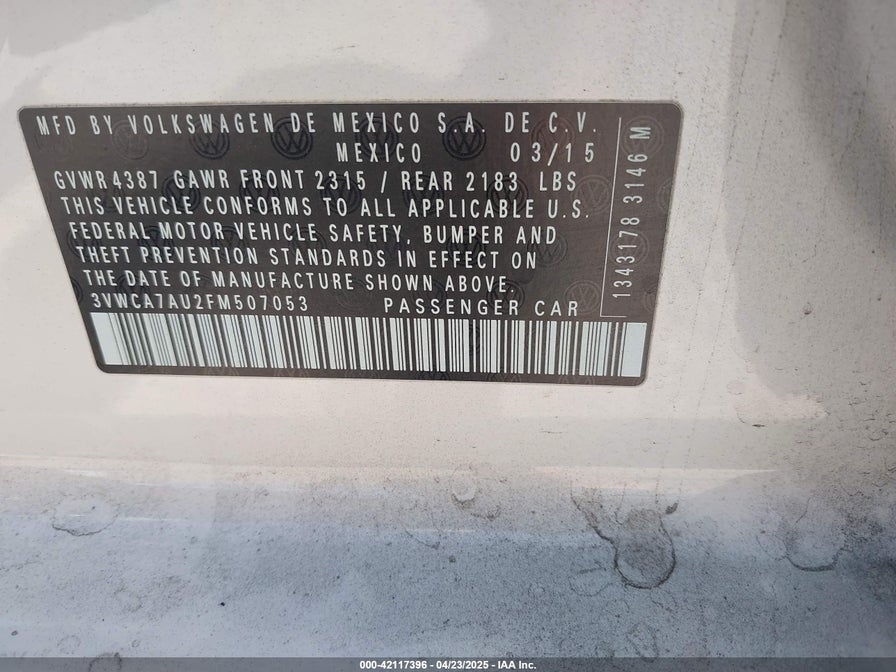 MFD BY VOLKSWAGEN DE MEXICO S.A. DE C.V.
MEXICO 03/15
GVWR 4387 GAWR FRONT 2315 / REAR 2183 LBS
THIS VEHICLE CONFORMS TO ALL APPLICABLE U.S.
FEDERAL MOTOR VEHICLE SAFETY, BUMPER AND
THEFT PREVENTION STANDARDS IN EFFECT ON
THE DATE OF MANUFACTURE SHOWN ABOVE.
3VWCA7AU2FM507053 PASSENGER CAR
1343178 3146 M
000-42117396 - 04/23/2025 - IAA Inc.